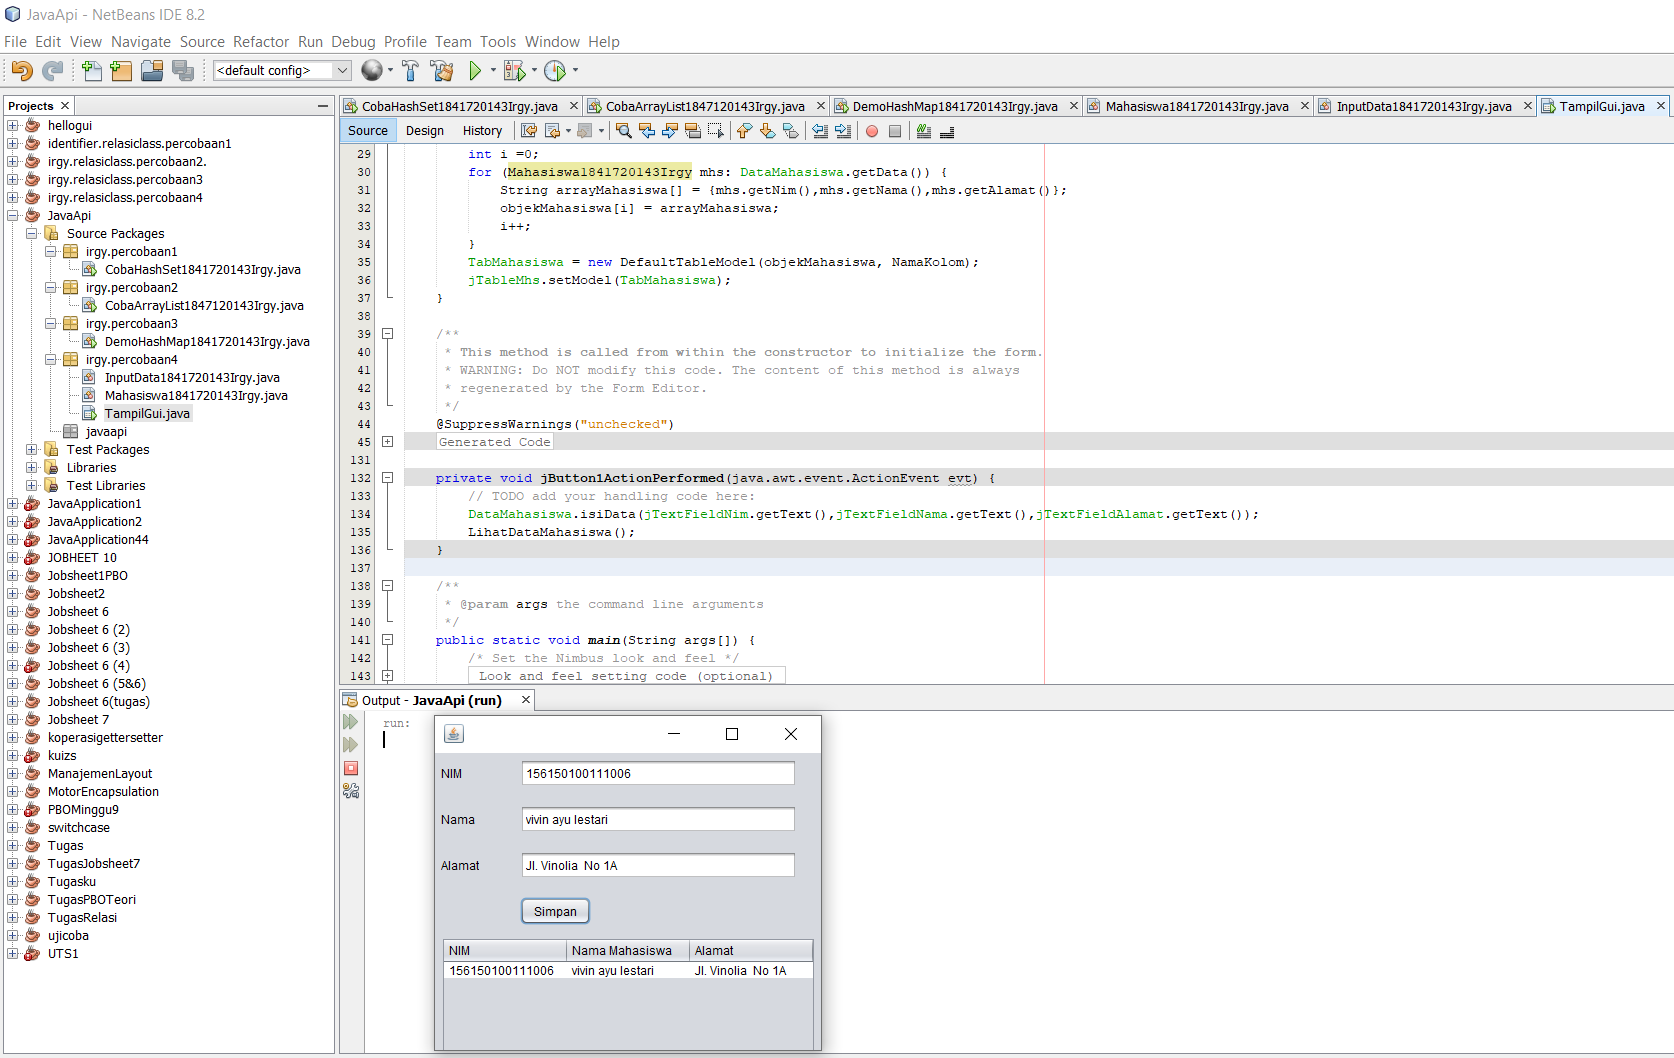 JavaApi - NetBeans IDE 8.2
File Edit View Navigate Source Refactor Run Debug Profile Team Tools Window Help
<default config>
Projects
hellogui
identifier.relasiclass.percobaan1
irgy.relasiclass.percobaan2.
irgy.relasiclass.percobaan3
irgy.relasiclass.percobaan4
JavaApi
Source Packages
irgy.percobaan1
CobaHashSet1841720143Irgy.java
irgy.percobaan2
CobaArrayList1847120143Irgy.java
irgy.percobaan3
DemoHashMap1841720143Irgy.java
irgy.percobaan4
InputData1841720143Irgy.java
Mahasiswa1841720143Irgy.java
TampilGui.java
javaapi
Test Packages
Libraries
Test Libraries
JavaApplication1
JavaApplication2
JavaApplication44
JOBHEET 10
Jobsheet1PBO
Jobsheet2
Jobsheet 6
Jobsheet 6 (2)
Jobsheet 6 (3)
Jobsheet 6 (4)
Jobsheet 6 (5&6)
Jobsheet 6(tugas)
Jobsheet 7
koperasigettersetter
kuizs
ManajemenLayout
MotorEncapsulation
PBOMinggu9
switchcase
Tugas
TugasJobsheet7
Tugasku
TugasPBOTeori
TugasRelasi
ujicoba
UTS1
CobaHashSet1841720143Irgy.java CobaArrayList1847120143Irgy.java DemoHashMap1841720143Irgy.java Mahasiswa1841720143Irgy.java InputData1841720143Irgy.java TampilGui.java
Source Design History
29 int i =0;
30 for (Mahasiswa1841720143Irgy mhs: DataMahasiswa.getData()) {
31 String arrayMahasiswa[] = {mhs.getNim(),mhs.getNama(),mhs.getAlamat()};
32 objekMahasiswa[i] = arrayMahasiswa;
33 i++;
34 }
35 TabMahasiswa = new DefaultTableModel(objekMahasiswa, NamaKolom);
36 jTableMhs.setModel(TabMahasiswa);
37 }
38
39 /**
40 * This method is called from within the constructor to initialize the form.
41 * WARNING: Do NOT modify this code. The content of this method is always
42 * regenerated by the Form Editor.
43 */
44 @SuppressWarnings("unchecked")
45 Generated Code
131
132 private void jButton1ActionPerformed(java.awt.event.ActionEvent evt) {
133 // TODO add your handling code here:
134 DataMahasiswa.isiData(jTextFieldNim.getText(),jTextFieldNama.getText(),jTextFieldAlamat.getText());
135 LihatDataMahasiswa();
136 }
137
138 /**
139 * @param args the command line arguments
140 */
141 public static void main(String args[]) {
142 /* Set the Nimbus look and feel */
143 Look and feel setting code (optional)
Output - JavaApi (run)
run:
NIM 156150100111006
Nama vivin ayu lestari
Alamat Jl. Vinolia No 1A
Simpan
NIM Nama Mahasiswa Alamat
156150100111006 vivin ayu lestari Jl. Vinolia No 1A